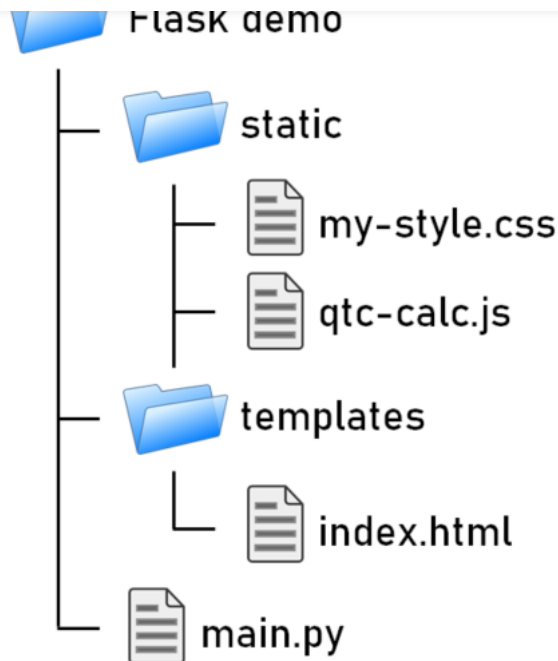 Flask demo
static
my-style.css
qtc-calc.js
templates
index.html
main.py